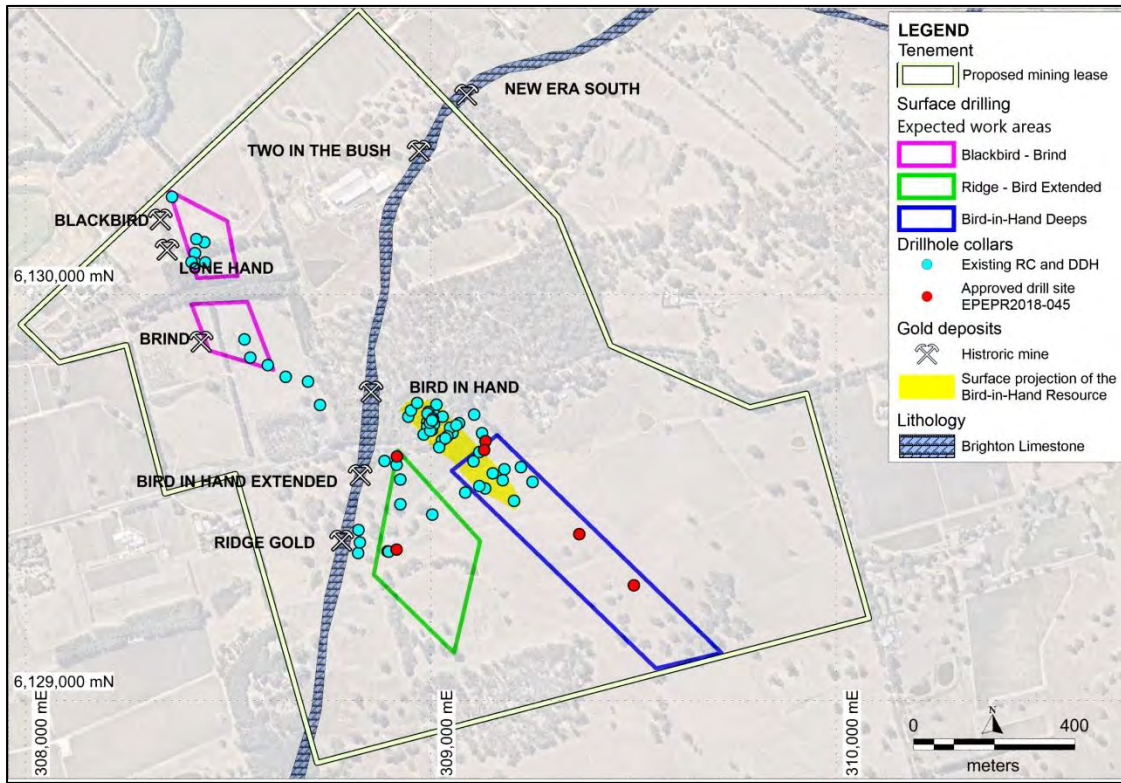 NEW ERA SOUTH
TWO IN THE BUSH
BLACKBIRD
LONE HAND
6,130,000 mN
BRIND
BIRD IN HAND
BIRD IN HAND EXTENDED
RIDGE GOLD
6,129,000 mN
308,000 mE
309,000 mE
310,000 mE
LEGEND
Tenement
Proposed mining lease
Surface drilling
Expected work areas
Blackbird - Brind
Ridge - Bird Extended
Bird-in-Hand Deeps
Drillhole collars
Existing RC and DDH
Approved drill site
EPEPR2018-045
Gold deposits
Histroric mine
Surface projection of the
Bird-in-Hand Resource
Lithology
Brighton Limestone
N
0 400
meters